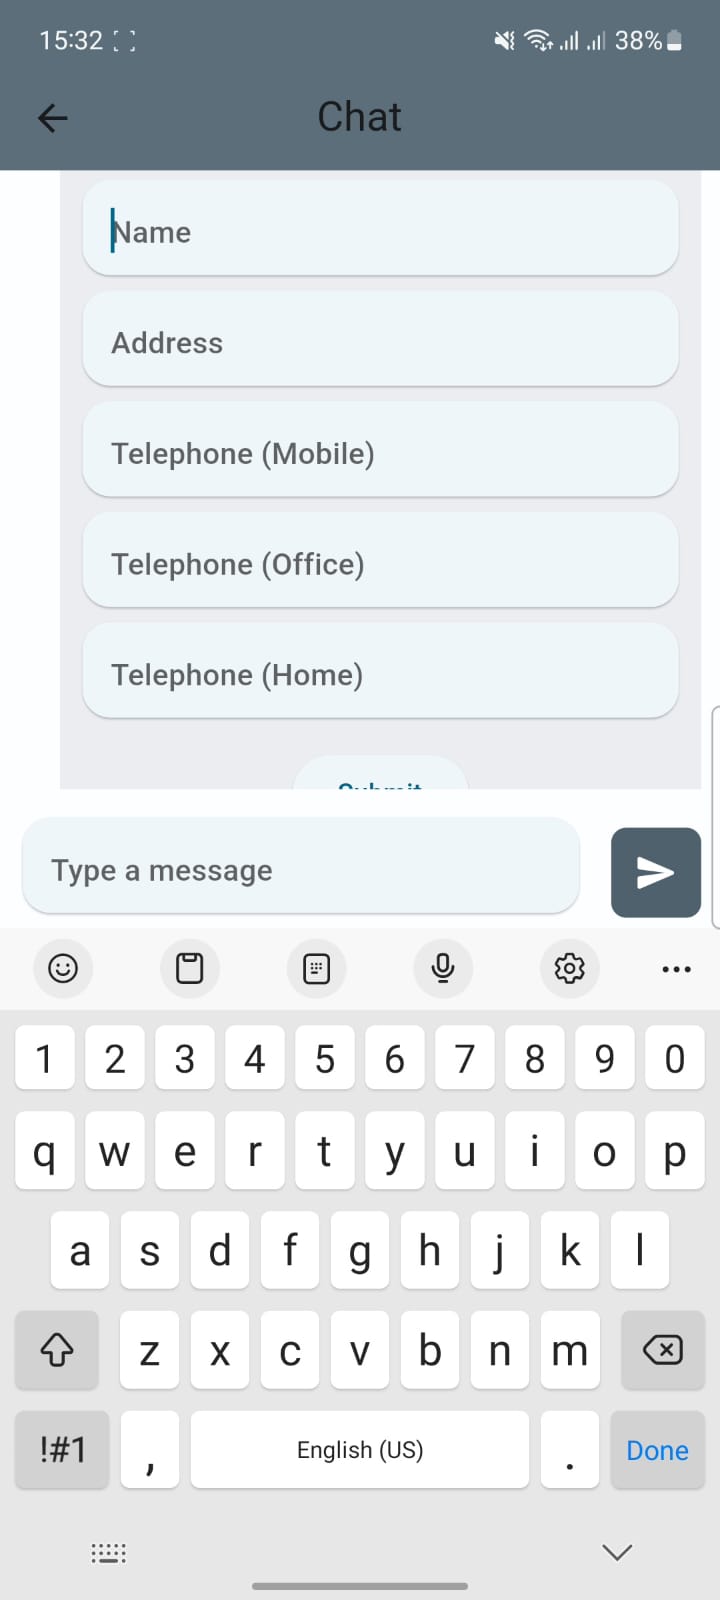 15:32
38%
Chat
Name
Address
Telephone (Mobile)
Telephone (Office)
Telephone (Home)
Submit
Type a message
1 2 3 4 5 6 7 8 9 0
q w e r t y u i o p
a s d f g h j k l
z x c v b n m
!#1 , English (US) . Done